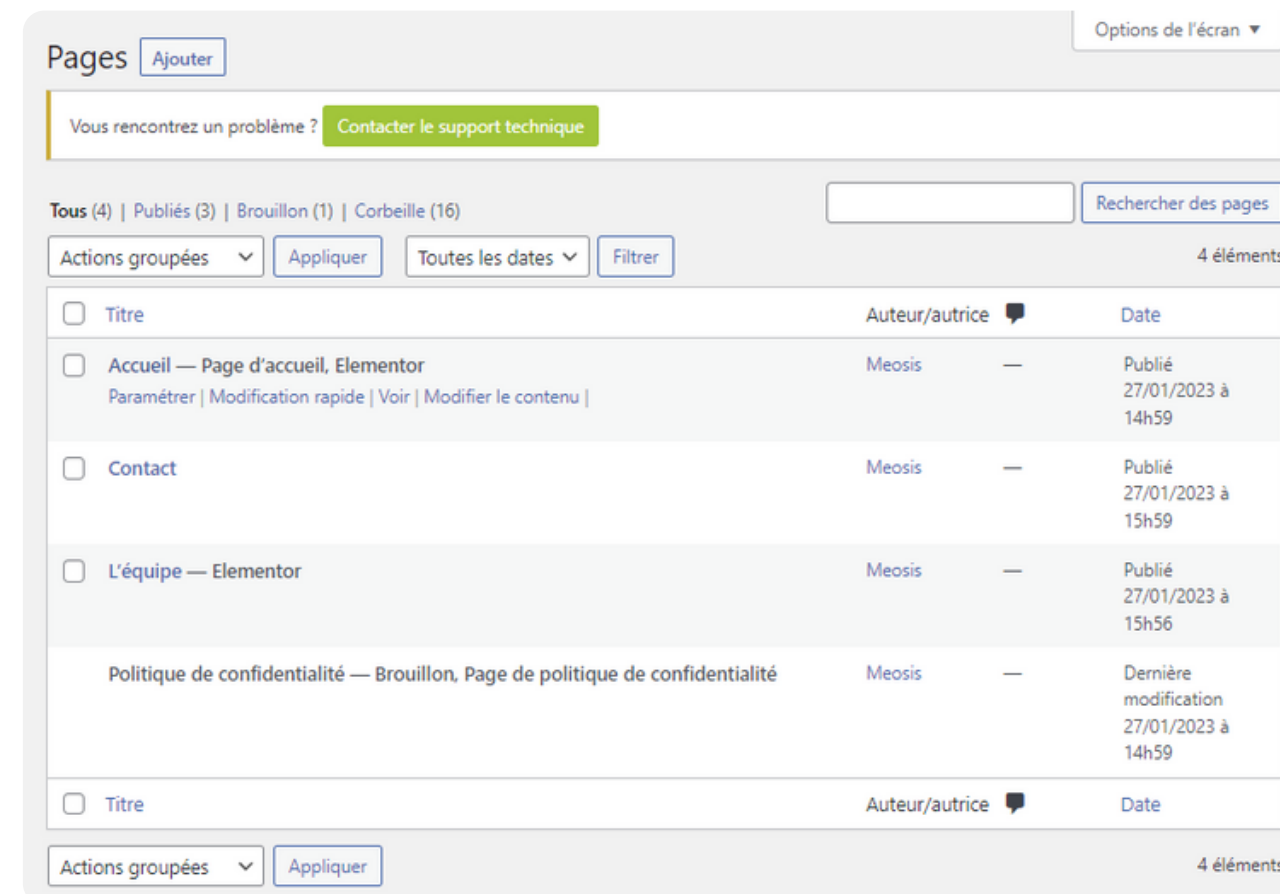 Options de l'écran ▼
Pages Ajouter
Vous rencontrez un problème ? Contacter le support technique
Tous (4) | Publiés (3) | Brouillon (1) | Corbeille (16)
Rechercher des pages
Actions groupées Appliquer Toutes les dates Filtrer 4 éléments
Titre Auteur/autrice Date
Accueil — Page d’accueil, Elementor Meosis — Publié
Paramétrer | Modification rapide | Voir | Modifier le contenu | 27/01/2023 à
14h59
Contact Meosis — Publié
27/01/2023 à
15h59
L’équipe — Elementor Meosis — Publié
27/01/2023 à
15h56
Politique de confidentialité — Brouillon, Page de politique de confidentialité Meosis — Dernière
modification
27/01/2023 à
14h59
Titre Auteur/autrice Date
Actions groupées Appliquer 4 éléments